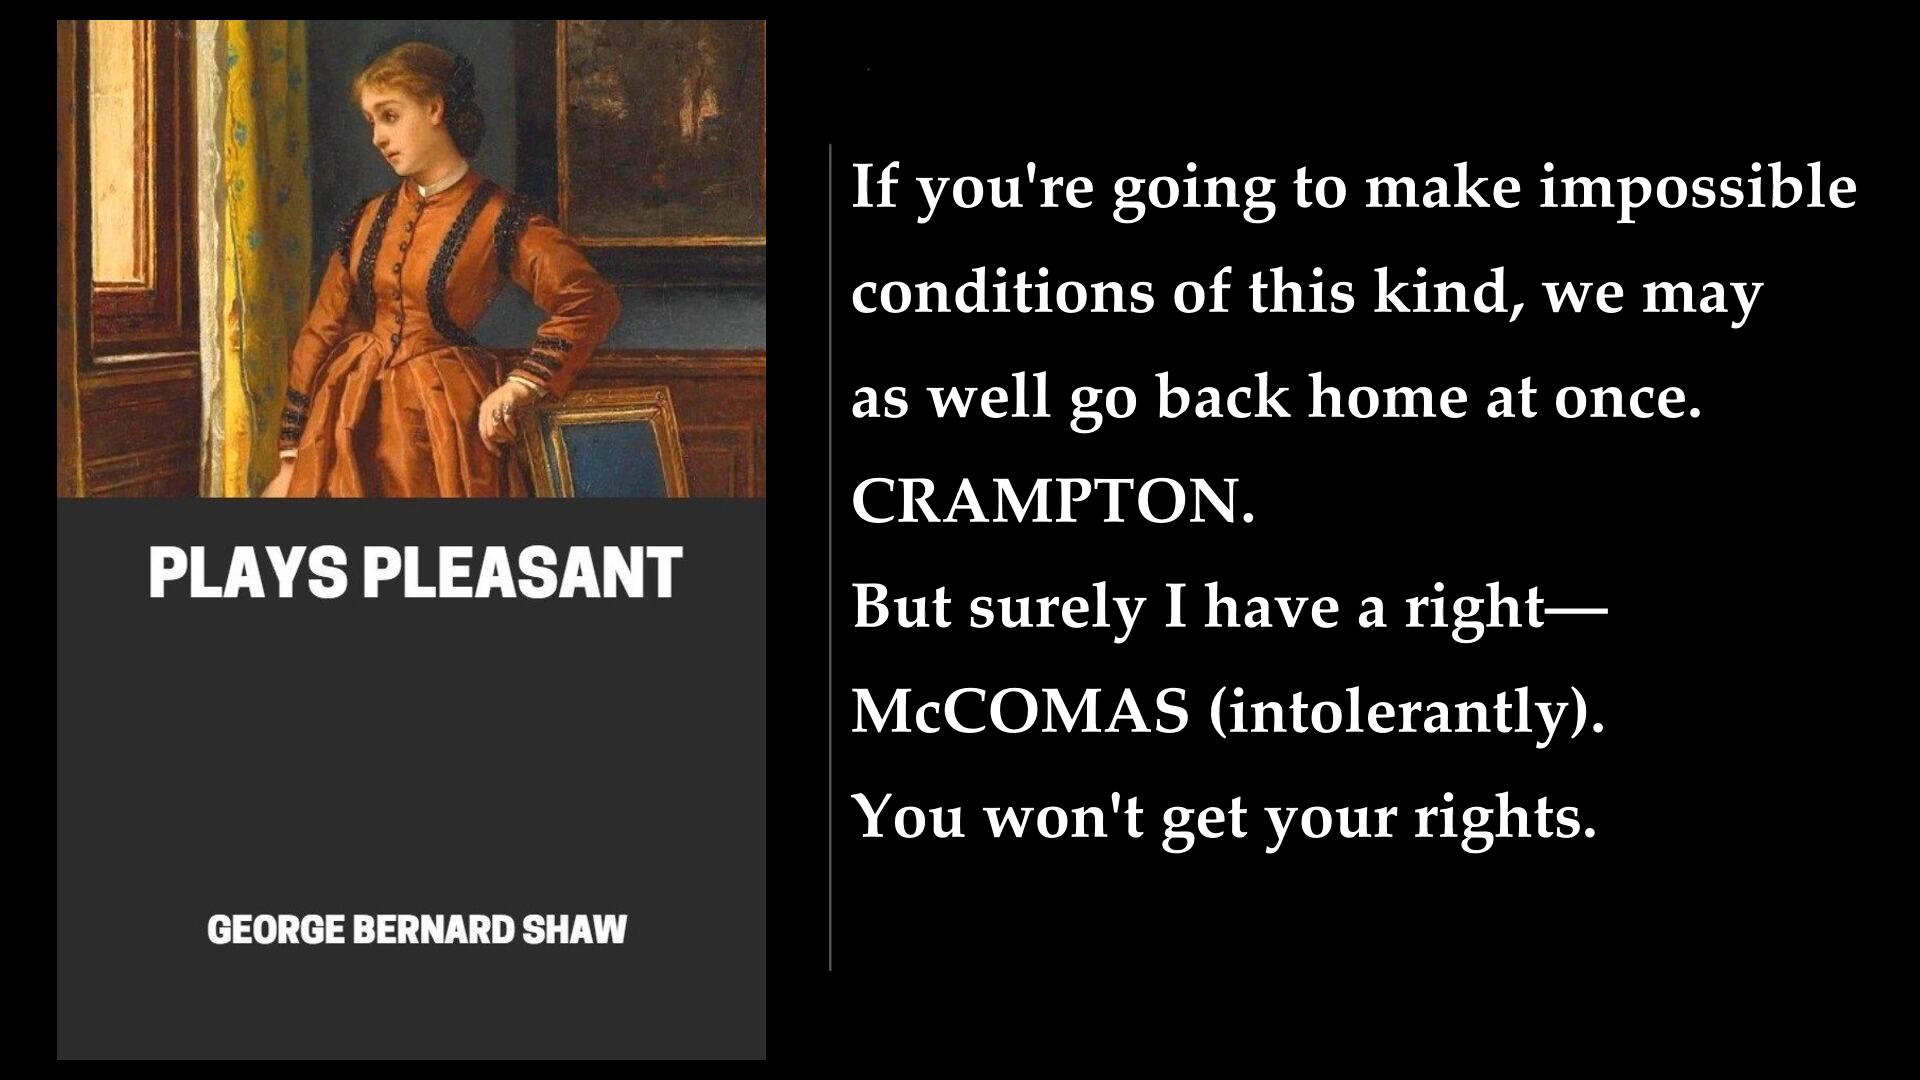 PLAYS PLEASANT
GEORGE BERNARD SHAW
If you're going to make impossible
conditions of this kind, we may
as well go back home at once.
CRAMPTON.
But surely I have a right—
McCOMAS (intolerantly).
You won't get your rights.